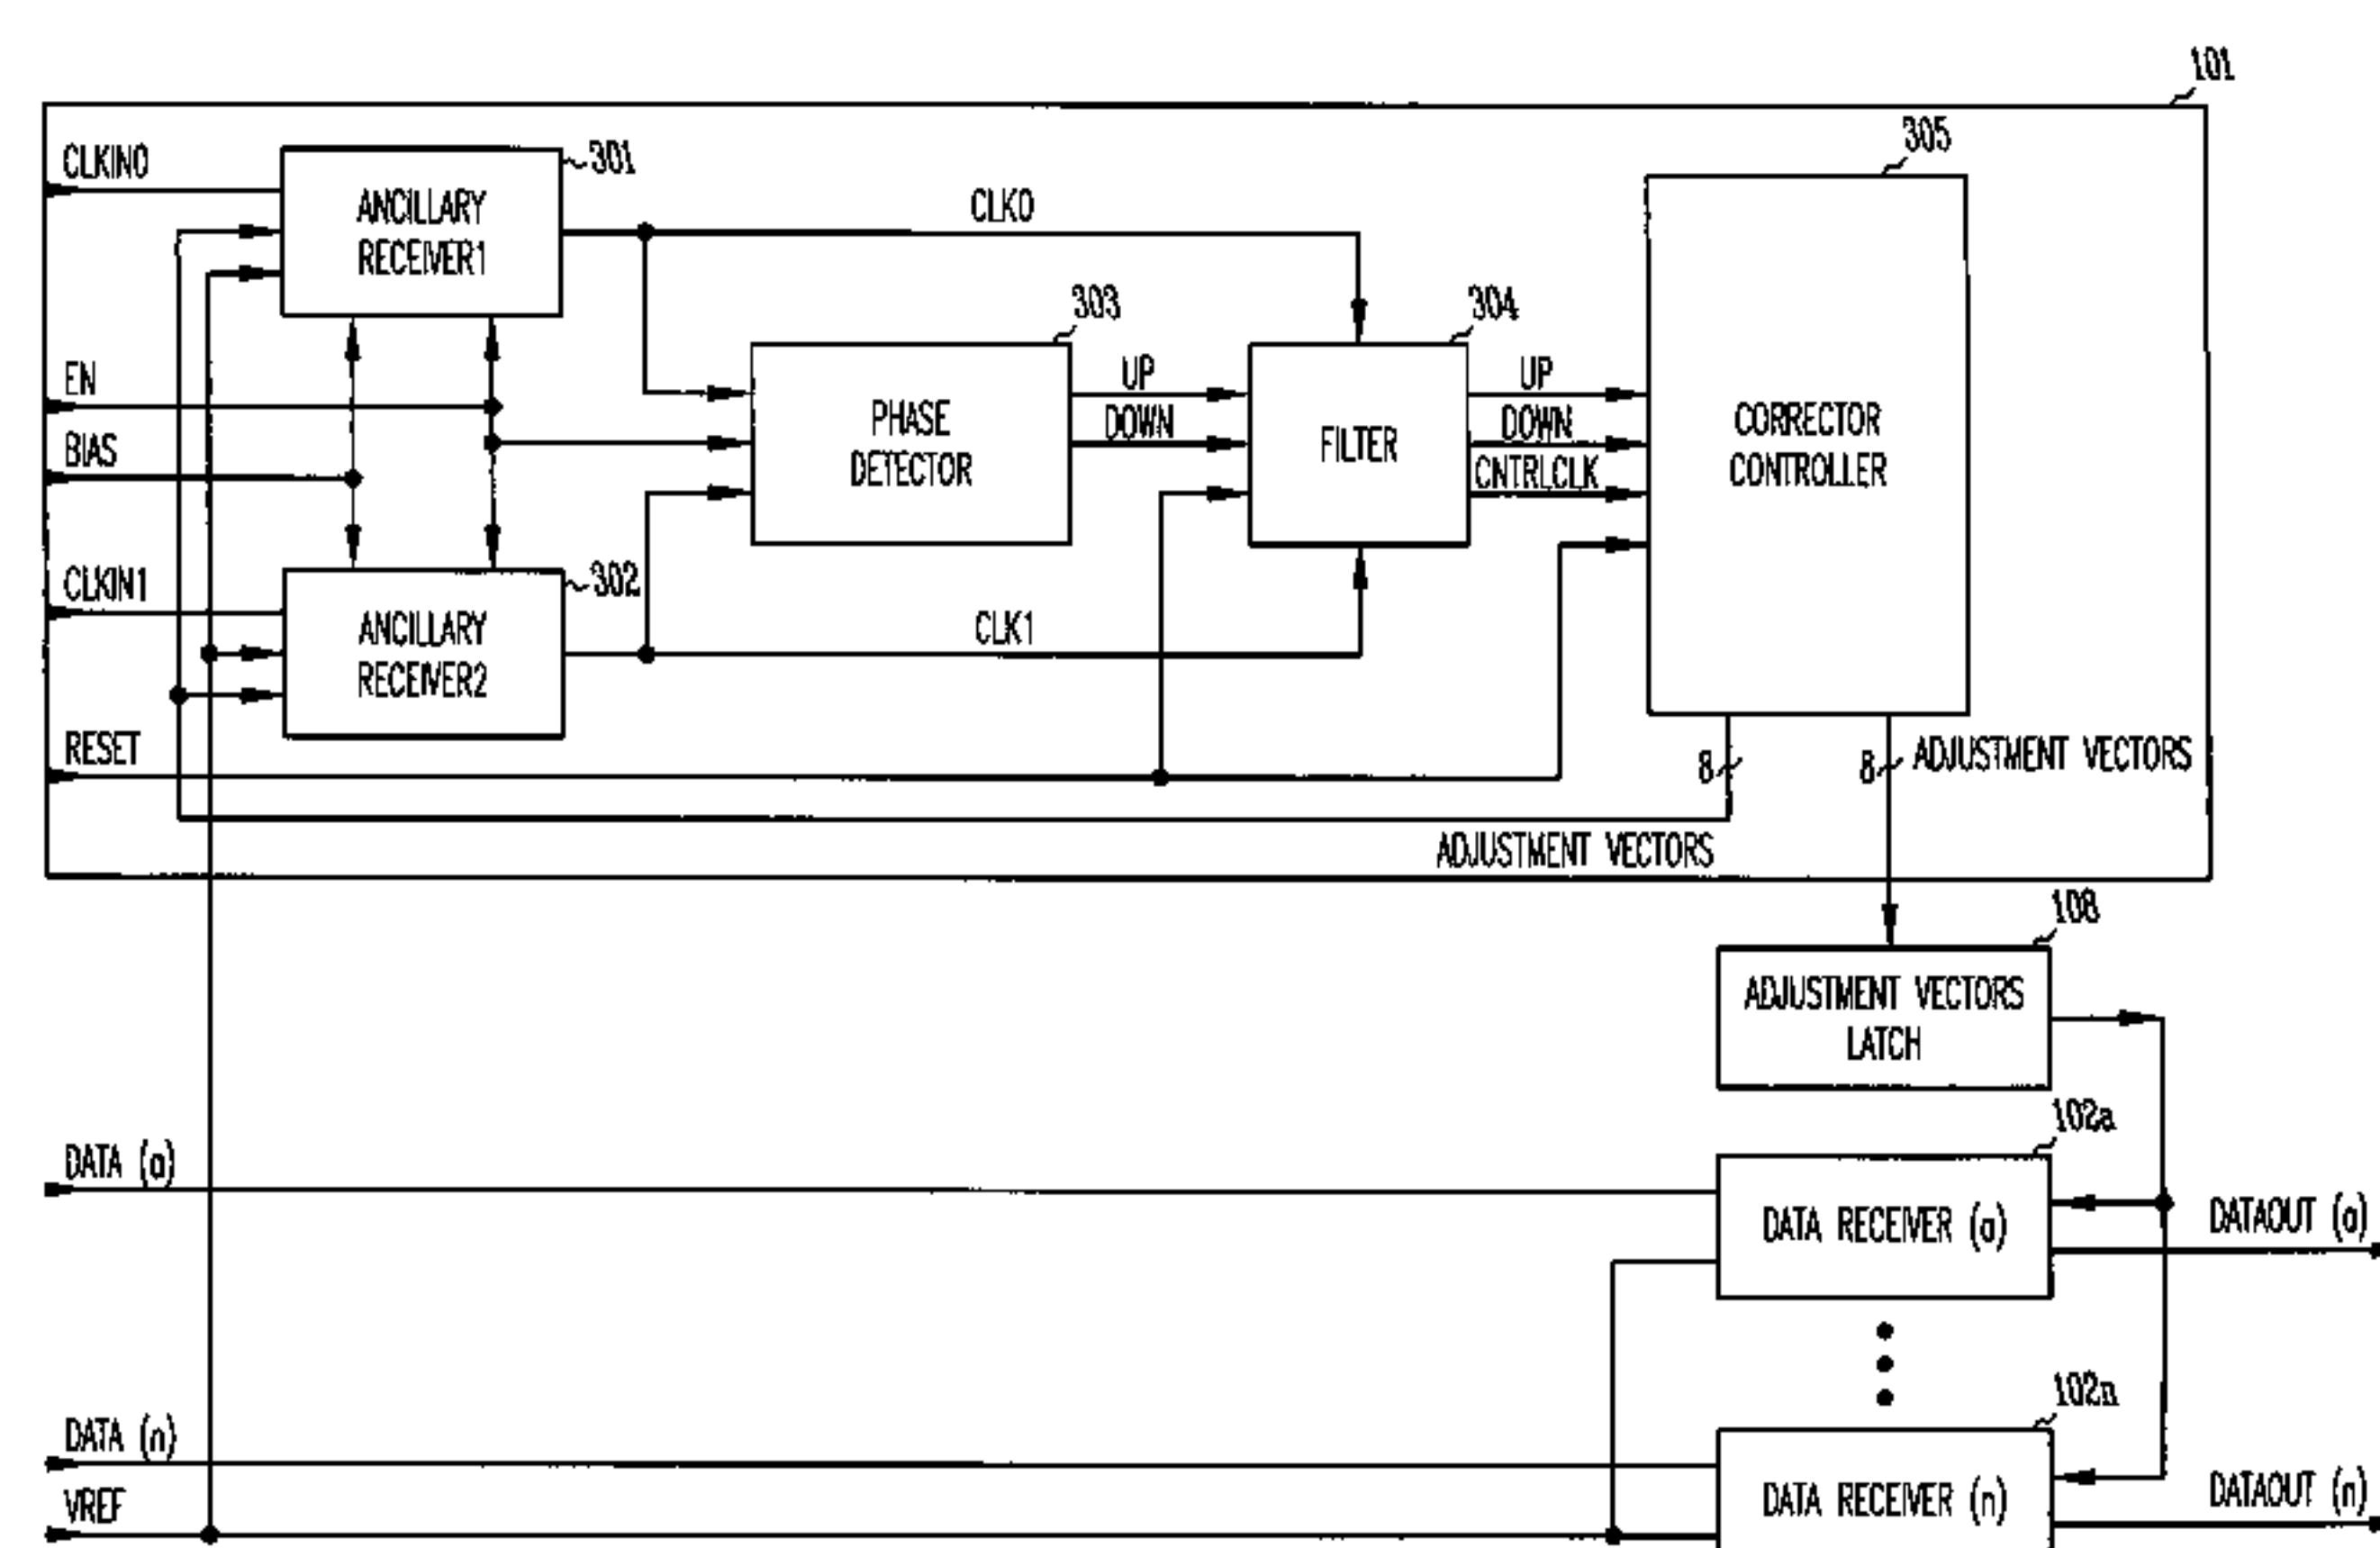 101
CLKIN0
301
305
ANCILLARY
RECEIVER1
CLK0
303
304
EN
UP
UP
PHASE
DETECTOR
DOWN
FILTER
DOWN
CORRECTOR
CONTROLLER
BIAS
CNTRLCLK
CLKIN1
302
ANCILLARY
RECEIVER2
CLK1
RESET
8
8
ADJUSTMENT VECTORS
ADJUSTMENT VECTORS
108
ADJUSTMENT VECTORS
LATCH
102a
DATA (a)
DATA RECEIVER (a)
DATAOUT (a)
102n
DATA (n)
DATA RECEIVER (n)
DATAOUT (n)
VREF